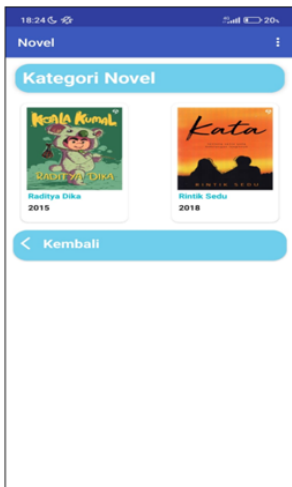 18:24
20%
Novel
Kategori Novel
KOALA KUMAL
RADITYA DIKA
Raditya Dika
2015
Kata
RINTIK SEDU
Rintik Sedu
2018
Kembali